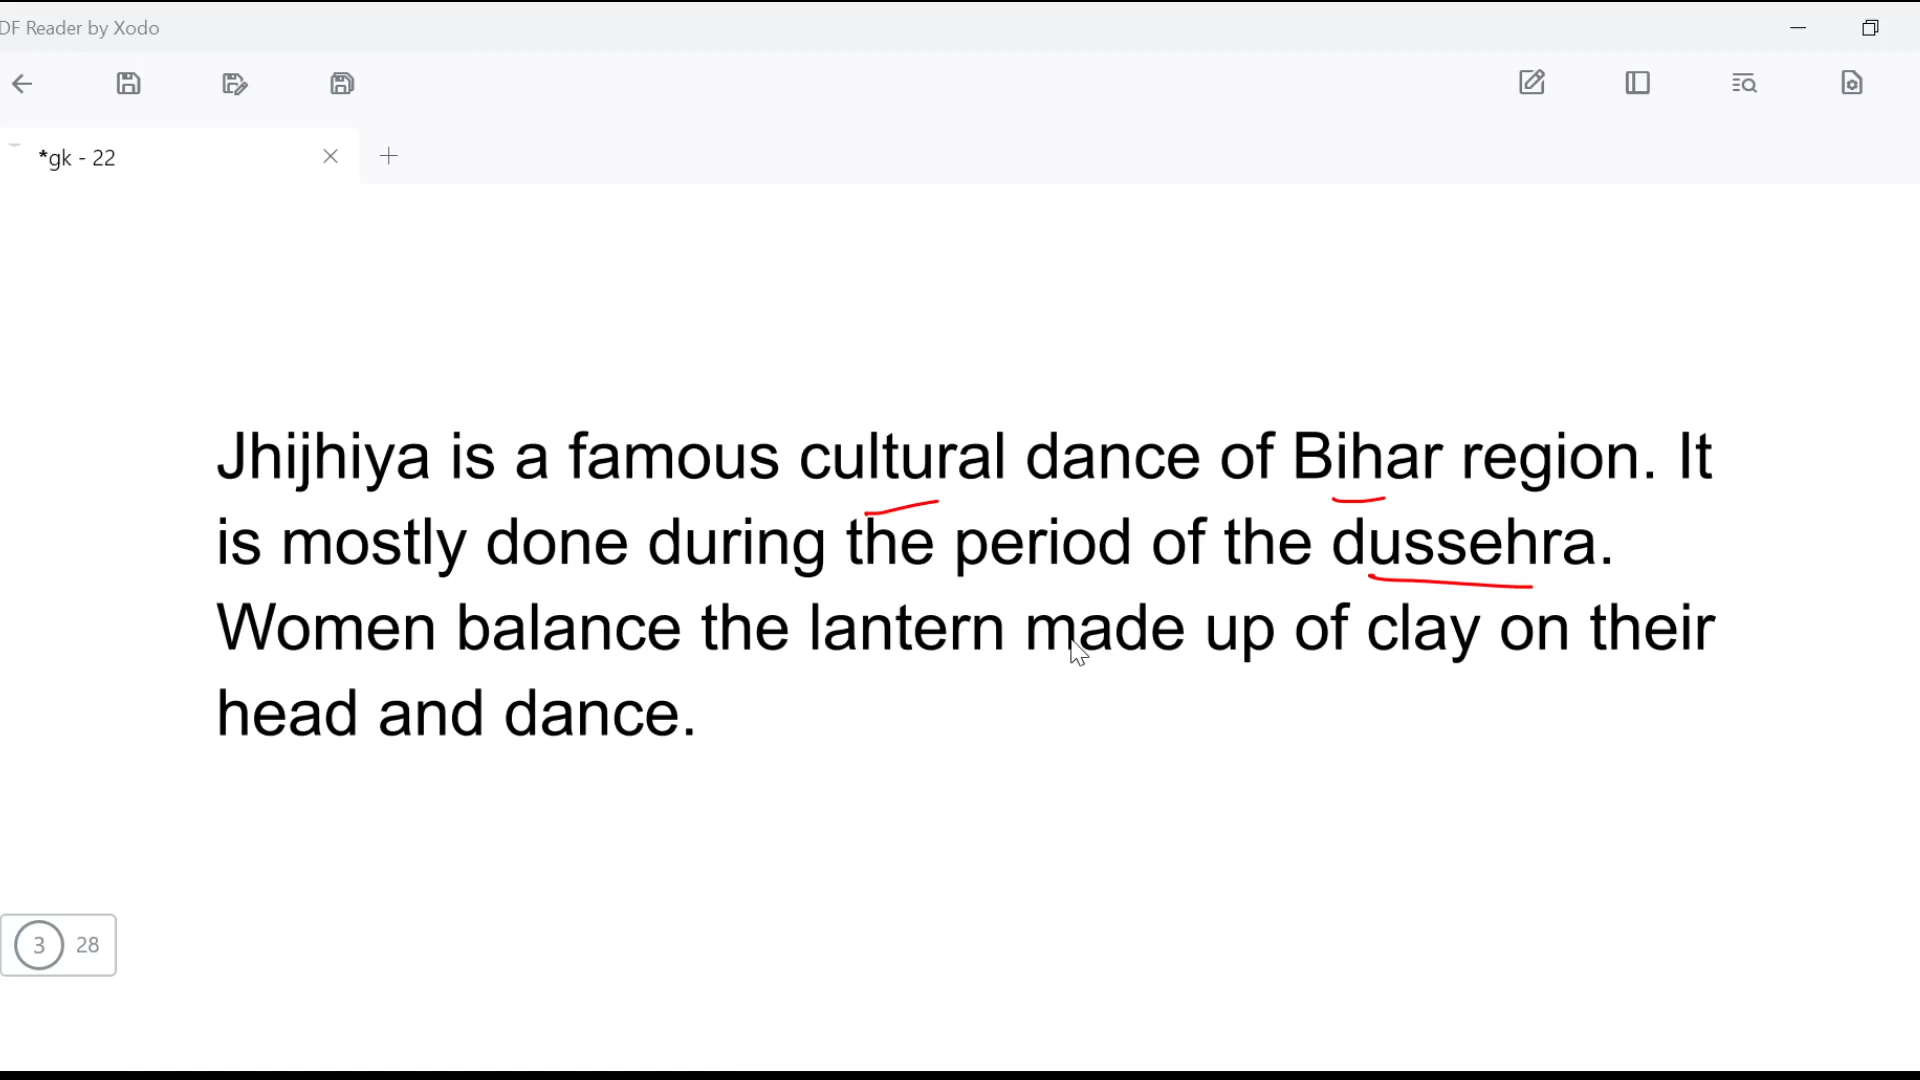 DF Reader by Xodo
*gk - 22
Jhijhiya is a famous cultural dance of Bihar region. It
is mostly done during the period of the dussehra.
Women balance the lantern made up of clay on their
head and dance.
3 28